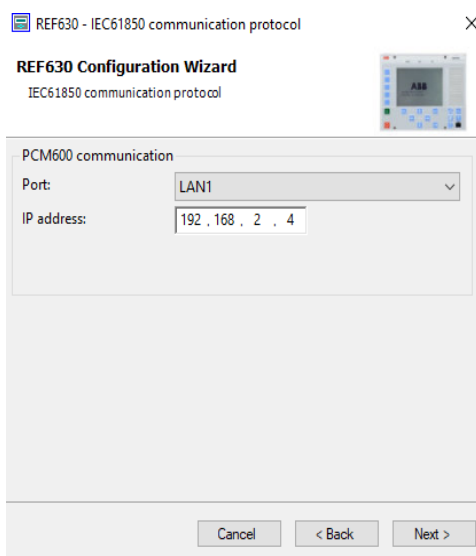 REF630 - IEC61850 communication protocol
REF630 Configuration Wizard
IEC61850 communication protocol
ABB
PCM600 communication
Port:
LAN1
IP address:
192 . 168 . 2 . 4
Cancel
< Back
Next >